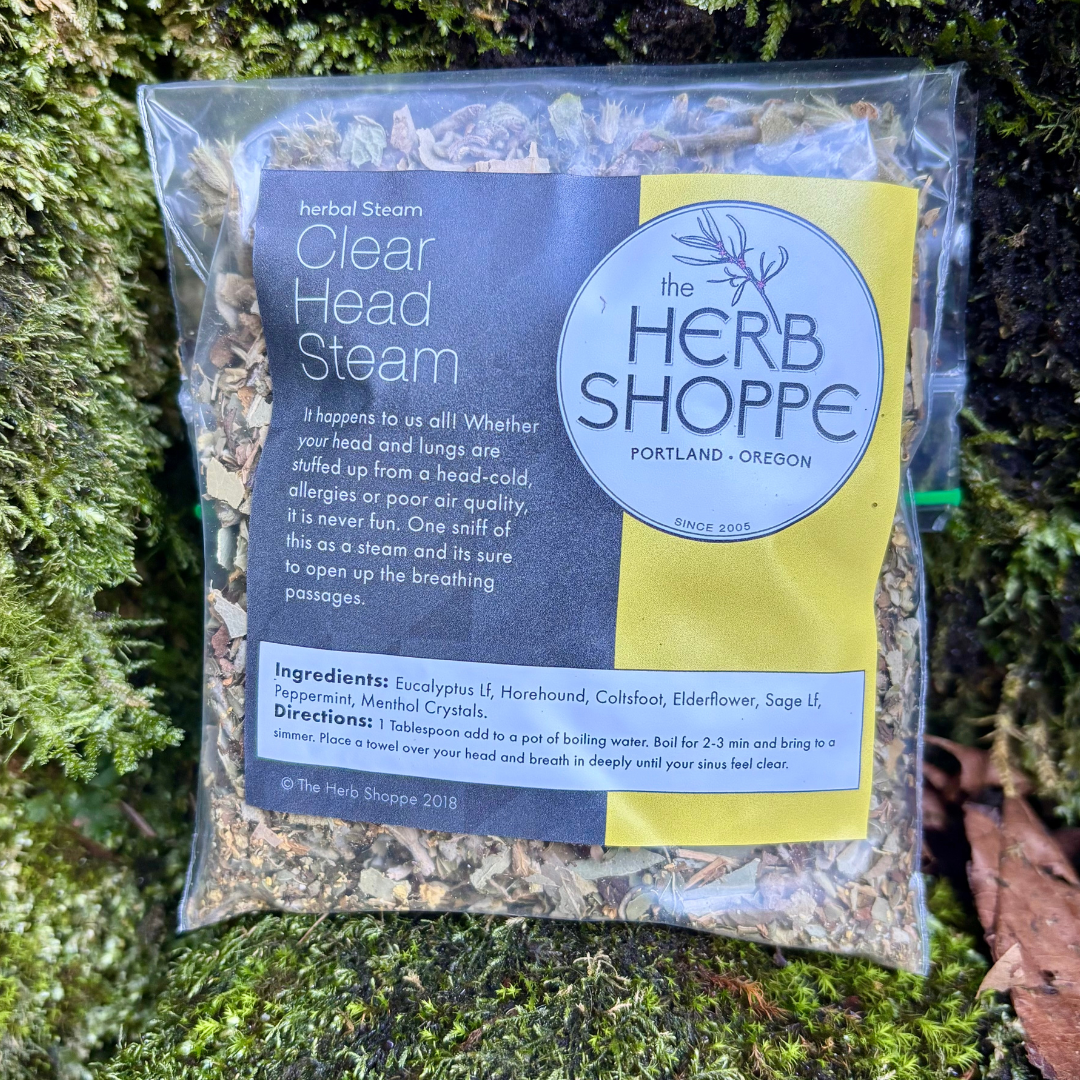 herbal Steam
Clear
Head
Steam
It happens to us all! Whether
your head and lungs are
stuffed up from a head-cold,
allergies or poor air quality,
it is never fun. One sniff of
this as a steam and its sure
to open up the breathing
passages.
the
HERB
SHOPPE
PORTLAND • OREGON
SINCE 2005
Ingredients: Eucalyptus Lf, Horehound, Coltsfoot, Elderflower, Sage Lf,
Peppermint, Menthol Crystals.
Directions: 1 Tablespoon add to a pot of boiling water. Boil for 2-3 min and bring to a
simmer. Place a towel over your head and breath in deeply until your sinus feel clear.
© The Herb Shoppe 2018